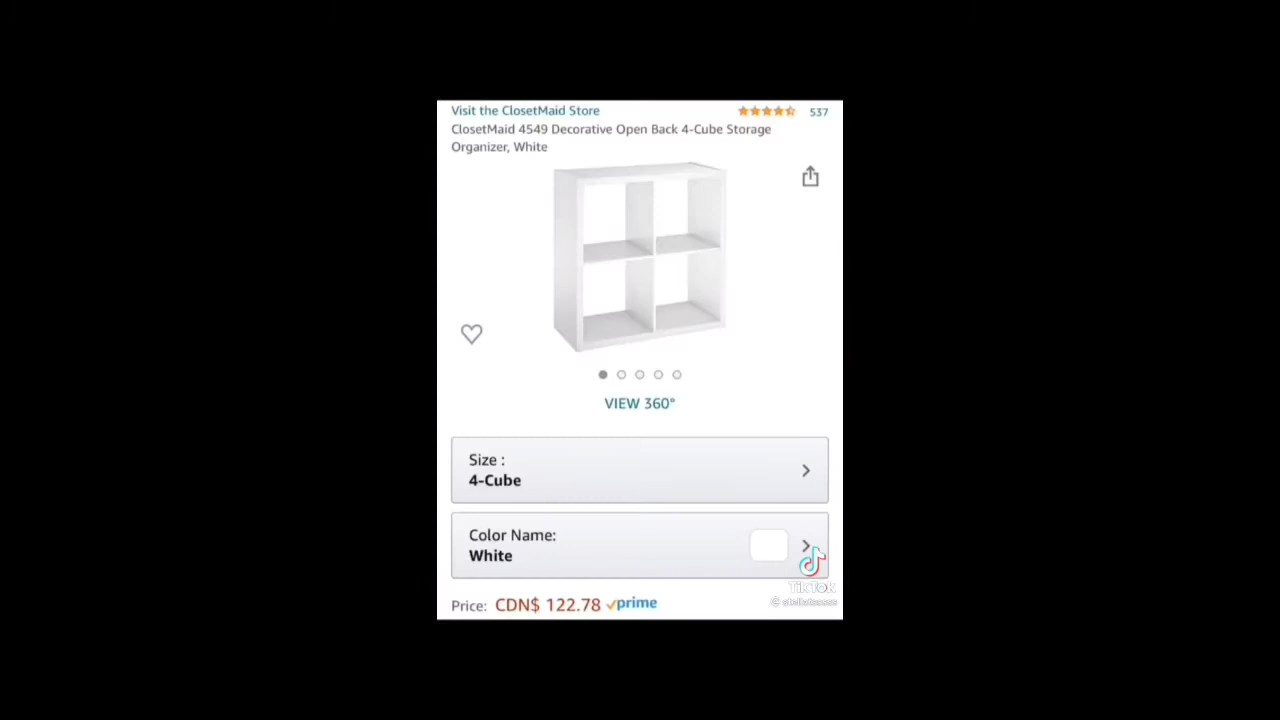 Visit the ClosetMaid Store 537
ClosetMaid 4549 Decorative Open Back 4-Cube Storage
Organizer, White
VIEW 360°
Size :
4-Cube
Color Name:
White
TikTok
Price: CDN$ 122.78 prime